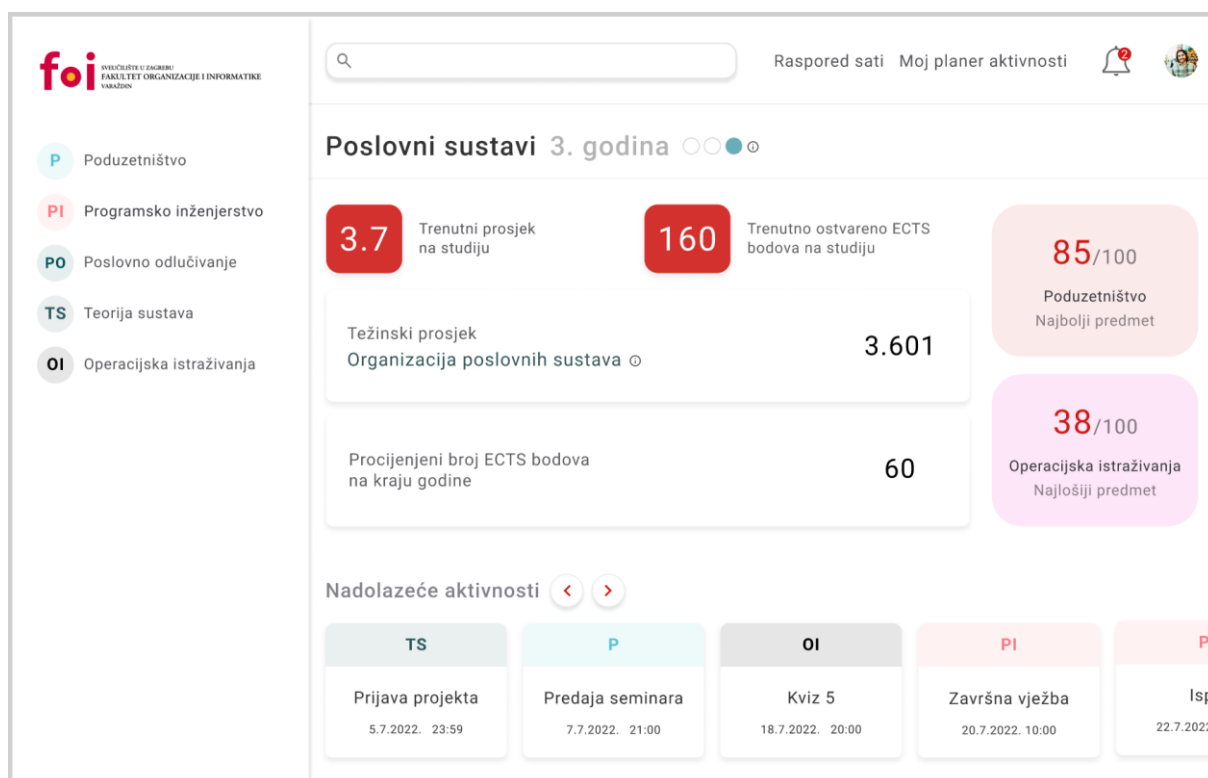 foi
SVEUČILIŠTE U ZAGREBU
FAKULTET ORGANIZACIJE I INFORMATIKE
VARAŽDIN
Raspored sati Moj planer aktivnosti
2
Poslovni sustavi 3. godina
P Poduzetništvo
PI Programsko inženjerstvo
PO Poslovno odlučivanje
TS Teorija sustava
OI Operacijska istraživanja
3.7
Trenutni prosjek
na studiju
160
Trenutno ostvareno ECTS
bodova na studiju
85/100
Poduzetništvo
Najbolji predmet
Težinski prosjek
Organizacija poslovnih sustava
3.601
Procijenjeni broj ECTS bodova
na kraju godine
60
38/100
Operacijska istraživanja
Najlošiji predmet
Nadolazeće aktivnosti
TS
Prijava projekta
5.7.2022. 23:59
P
Predaja seminara
7.7.2022. 21:00
OI
Kviz 5
18.7.2022. 20:00
PI
Završna vježba
20.7.2022. 10:00
P
Isp
22.7.2022